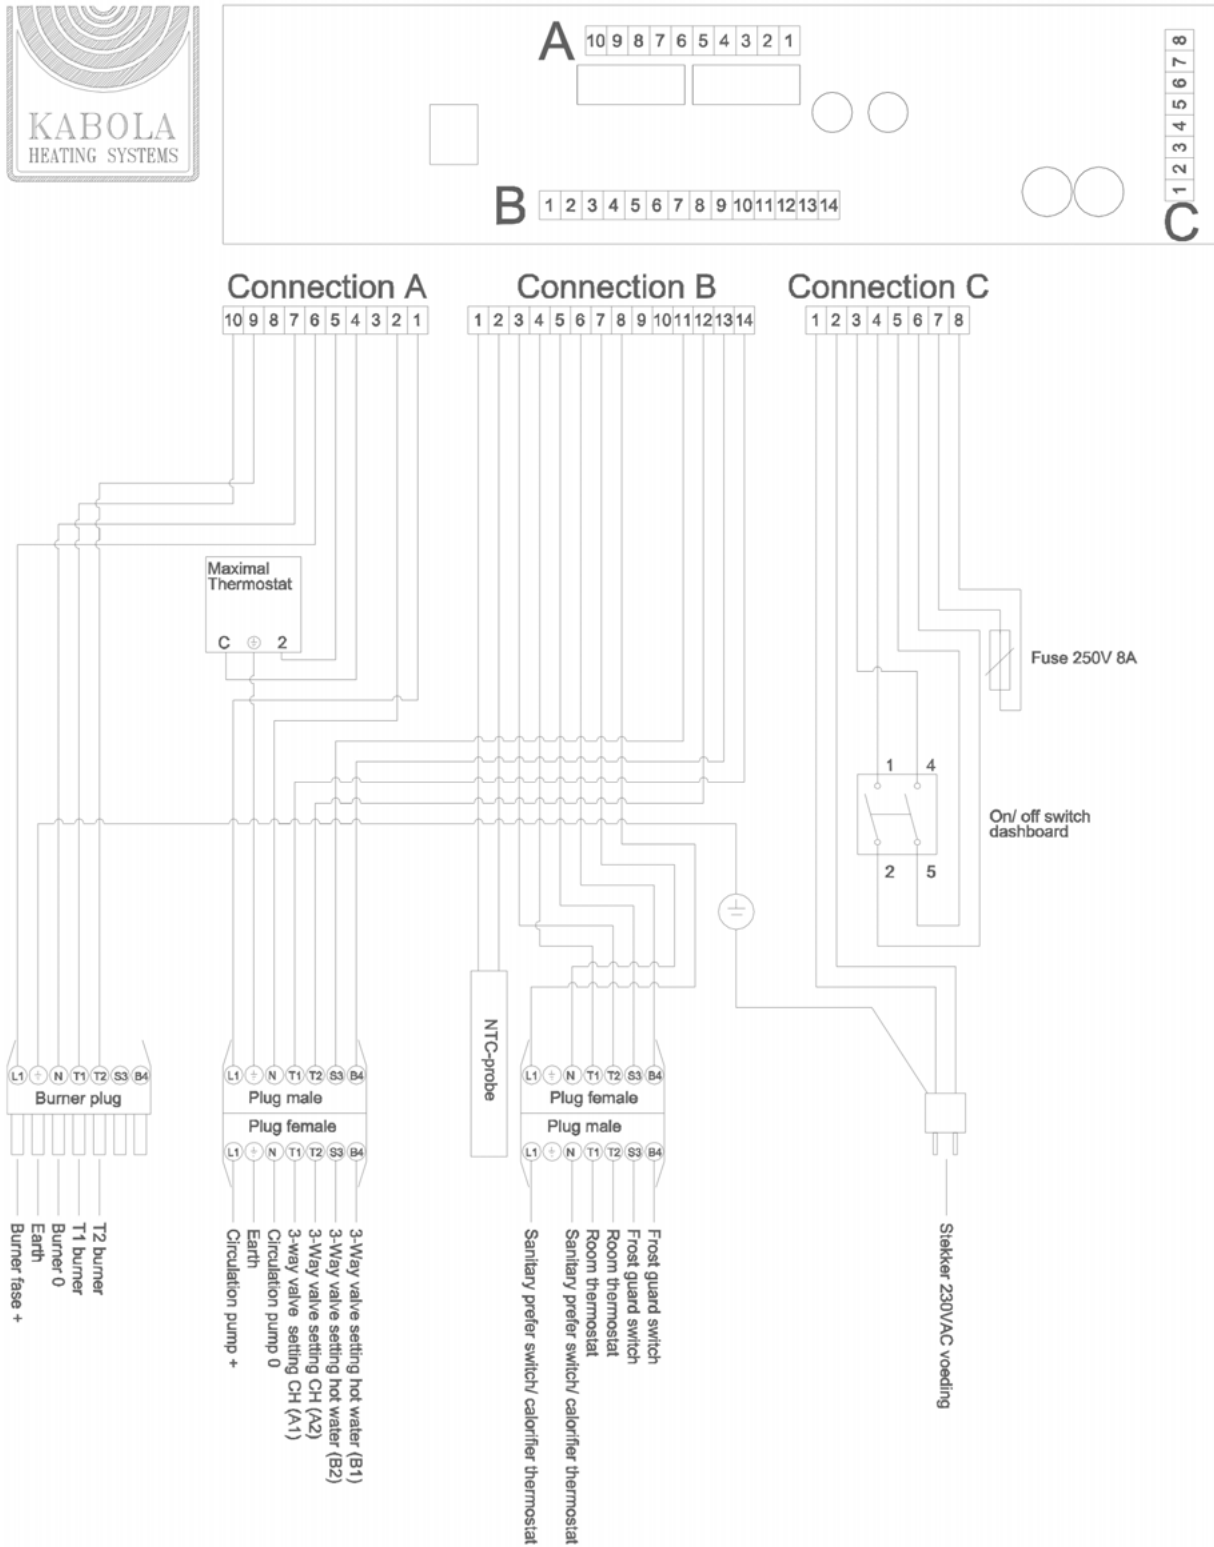 KABOLA
HEATING SYSTEMS
A 10 9 8 7 6 5 4 3 2 1
B 1 2 3 4 5 6 7 8 9 10 11 12 13 14
1 2 3 4 5 6 7 8
C
Connection A
10 9 8 7 6 5 4 3 2 1
Connection B
1 2 3 4 5 6 7 8 9 10 11 12 13 14
Connection C
1 2 3 4 5 6 7 8
Maximal
Thermostat
C 2
Fuse 250V 8A
1 4
On/ off switch
dashboard
2 5
NTC-probe
L1 N T1 T2 S3 B4
Burner plug
L1 N T1 T2 S3 B4
Plug male
Plug female
L1 N T1 T2 S3 B4
L1 N T1 T2 S3 B4
Plug female
Plug male
L1 N T1 T2 S3 B4
Burner fase +
Earth
Burner 0
T1 burner
T2 burner
Circulation pump +
Earth
Circulation pump 0
3-way valve setting CH (A1)
3-Way valve setting CH (A2)
3-Way valve setting hot water (B2)
3-Way valve setting hot water (B1)
Sanitary prefer switch/ calorifier thermostat
Sanitary prefer switch/ calorifier thermostat
Room thermostat
Room thermostat
Frost guard switch
Frost guard switch
Stekker 230VAC voeding